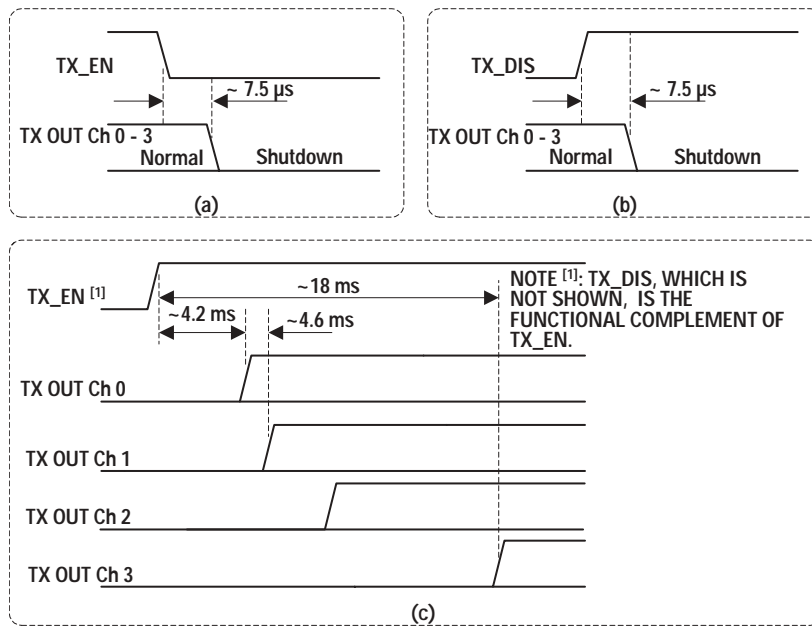 TX_EN
~ 7.5 µs
TX OUT Ch 0 - 3
Normal
Shutdown
(a)
TX_DIS
~ 7.5 µs
TX OUT Ch 0 - 3
Normal
Shutdown
(b)
TX_EN [1]
~18 ms
NOTE [1]: TX_DIS, WHICH IS
NOT SHOWN, IS THE
FUNCTIONAL COMPLEMENT OF
TX_EN.
~4.2 ms
~4.6 ms
TX OUT Ch 0
TX OUT Ch 1
TX OUT Ch 2
TX OUT Ch 3
(c)